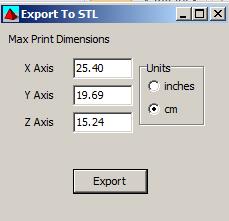 Export To STL
Max Print Dimensions
X Axis 25.40
Units
inches
Y Axis 19.69
cm
Z Axis 15.24
Export